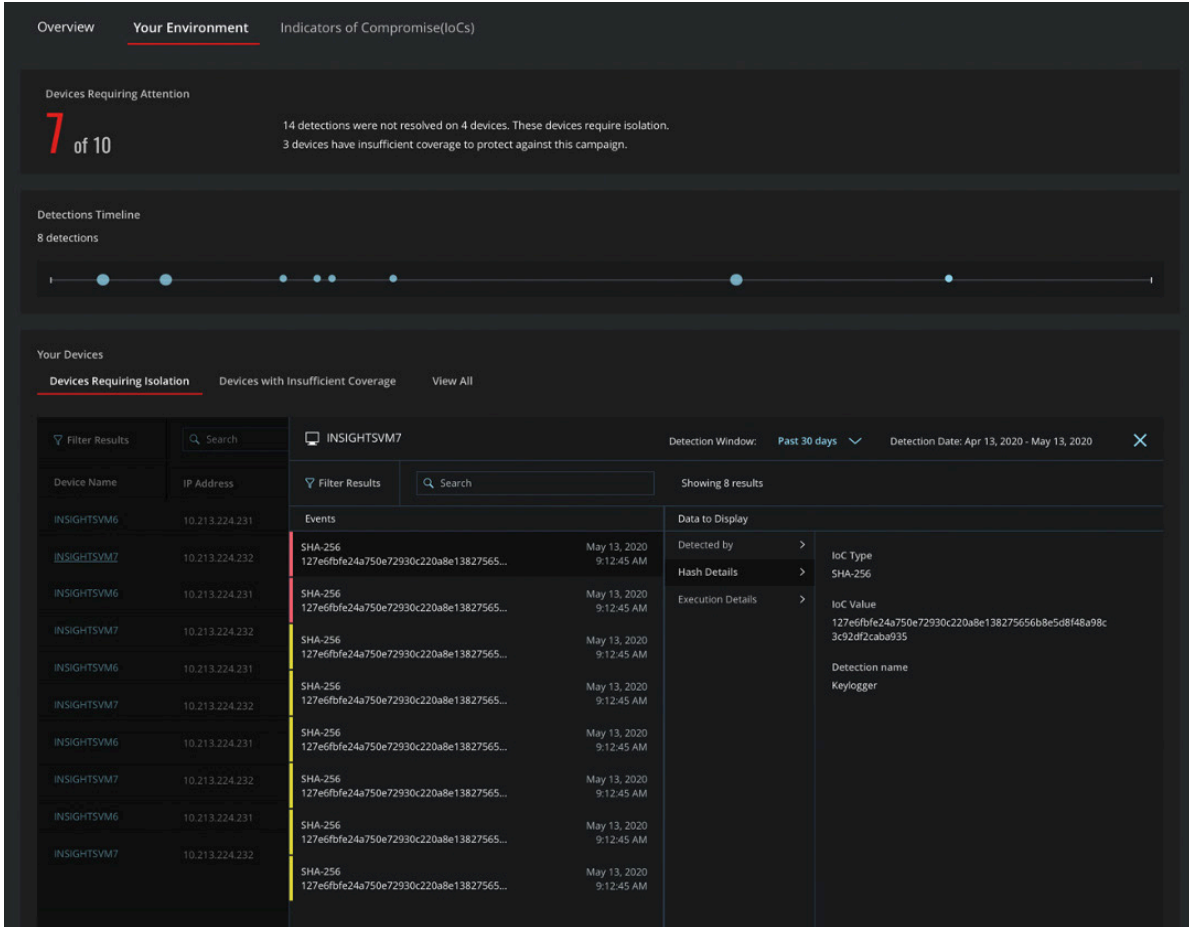 Overview
Your Environment
Indicators of Compromise(IoCs)
Devices Requiring Attention
7 of 10
14 detections were not resolved on 4 devices. These devices require isolation.
3 devices have insufficient coverage to protect against this campaign.
Detections Timeline
8 detections
Your Devices
Devices Requiring Isolation
Devices with Insufficient Coverage
View All
Filter Results
Search
Device Name
IP Address
INSIGHTSVM6 10.213.224.231
INSIGHTSVM7 10.213.224.232
INSIGHTSVM6 10.213.224.231
INSIGHTSVM7 10.213.224.232
INSIGHTSVM6 10.213.224.231
INSIGHTSVM7 10.213.224.232
INSIGHTSVM6 10.213.224.231
INSIGHTSVM7 10.213.224.232
INSIGHTSVM6 10.213.224.231
INSIGHTSVM7 10.213.224.232
INSIGHTSVM7
Detection Window: Past 30 days
Detection Date: Apr 13, 2020 - May 13, 2020
Filter Results
Search
Showing 8 results
Events
SHA-256 May 13, 2020
127e6fbfe24a750e72930c220a8e13827565... 9:12:45 AM
SHA-256 May 13, 2020
127e6fbfe24a750e72930c220a8e13827565... 9:12:45 AM
SHA-256 May 13, 2020
127e6fbfe24a750e72930c220a8e13827565... 9:12:45 AM
SHA-256 May 13, 2020
127e6fbfe24a750e72930c220a8e13827565... 9:12:45 AM
SHA-256 May 13, 2020
127e6fbfe24a750e72930c220a8e13827565... 9:12:45 AM
SHA-256 May 13, 2020
127e6fbfe24a750e72930c220a8e13827565... 9:12:45 AM
SHA-256 May 13, 2020
127e6fbfe24a750e72930c220a8e13827565... 9:12:45 AM
SHA-256 May 13, 2020
127e6fbfe24a750e72930c220a8e13827565... 9:12:45 AM
Data to Display
Detected by
Hash Details
Execution Details
IoC Type
SHA-256
IoC Value
127e6fbfe24a750e72930c220a8e138275656b8e5d8f48a98c
3c92df2caba935
Detection name
Keylogger